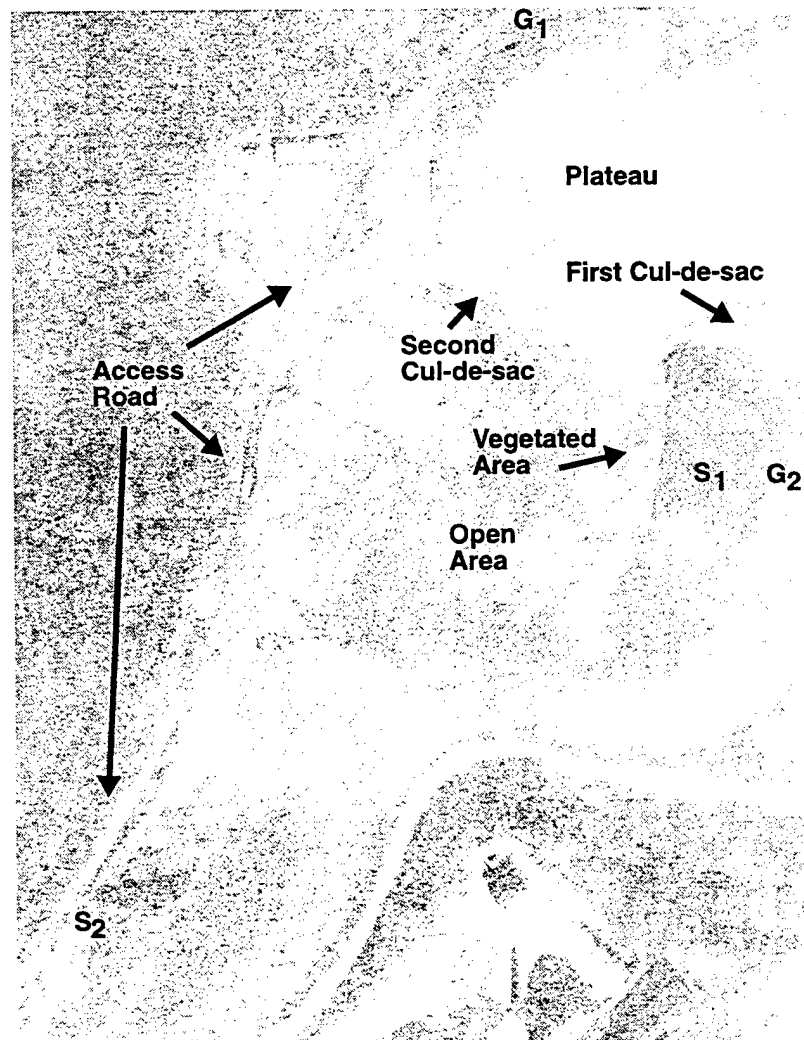 G1
Plateau
First Cul-de-sac
Second
Cul-de-sac
Access
Road
Vegetated
Area
S1
G2
Open
Area
S2